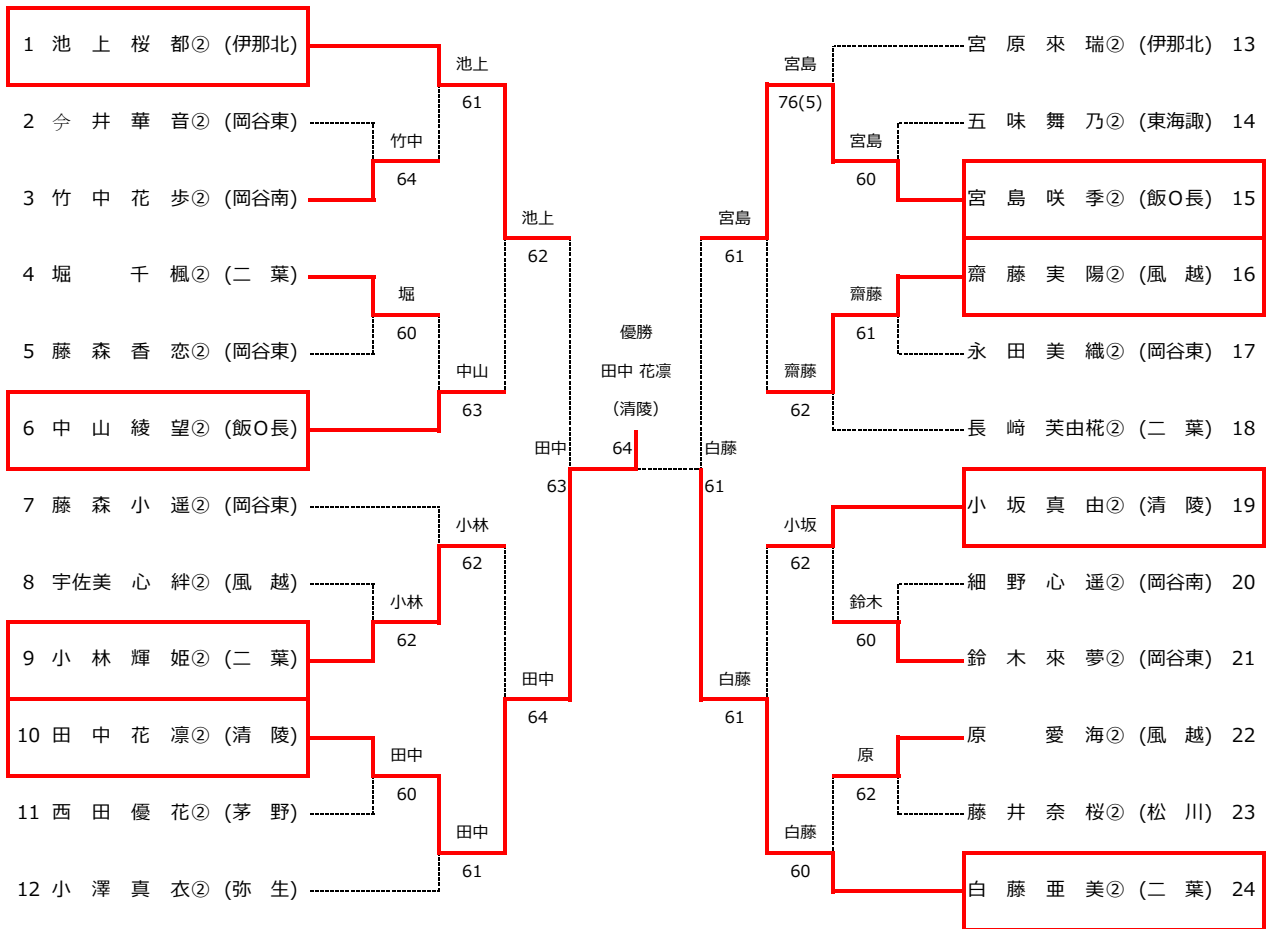 1 池 上 桜 都② (伊那北)
池上
61
2 今 井 華 音② (岡谷東)
竹中
64
3 竹 中 花 歩② (岡谷南)
池上
62
4 堀 千 楓② (二 葉)
堀
60
5 藤 森 香 恋② (岡谷東)
中山
63
6 中 山 綾 望② (飯O長)
田中
63
7 藤 森 小 遥② (岡谷東)
小林
62
8 宇佐美 心 絆② (風 越)
小林
62
9 小 林 輝 姫② (二 葉)
田中
64
10 田 中 花 凛② (清 陵)
田中
60
11 西 田 優 花② (茅 野)
田中
61
12 小 澤 真 衣② (弥 生)
優勝
田中 花凛
(清陵)
64
宮 原 來 瑞② (伊那北) 13
宮島
76(5)
五 味 舞 乃② (東海諏) 14
宮島
60
宮 島 咲 季② (飯O長) 15
宮島
61
齋 藤 実 陽② (風 越) 16
齋藤
61
永 田 美 織② (岡谷東) 17
齋藤
62
長 﨑 芙由椛② (二 葉) 18
白藤
61
小 坂 真 由② (清 陵) 19
小坂
62
細 野 心 遥② (岡谷南) 20
鈴木
60
鈴 木 來 夢② (岡谷東) 21
白藤
61
原 愛 海② (風 越) 22
原
62
藤 井 奈 桜② (松 川) 23
白藤
60
白 藤 亜 美② (二 葉) 24